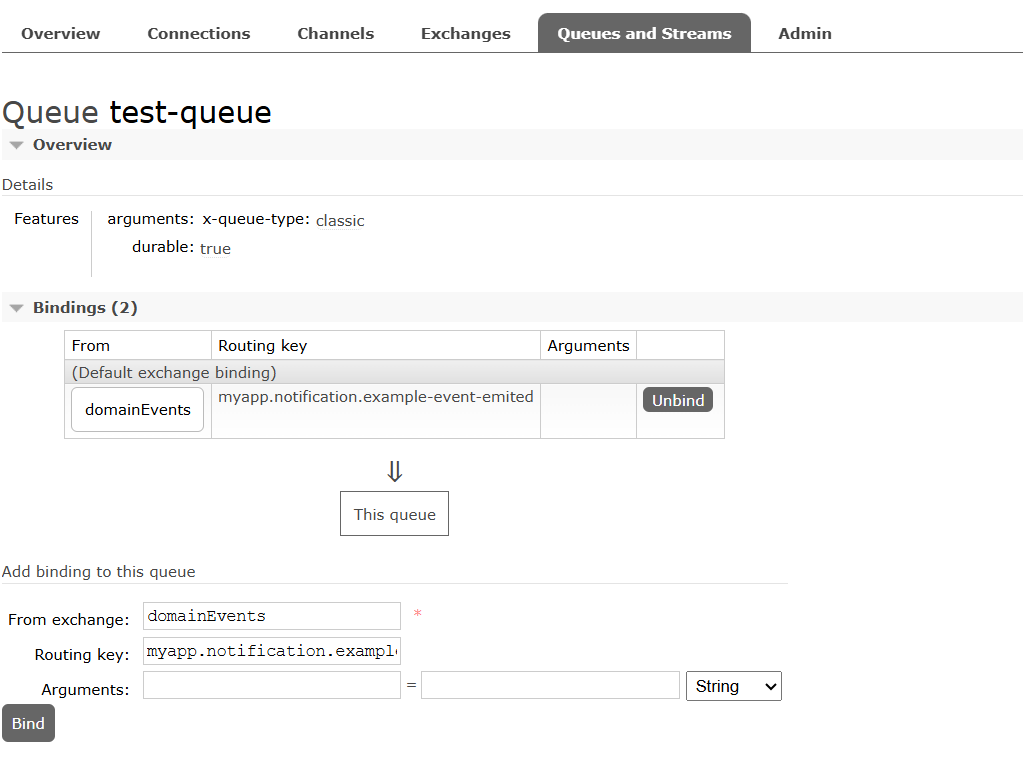 Overview Connections Channels Exchanges Queues and Streams Admin
Queue test-queue
Overview
Details
Features arguments: x-queue-type: classic
durable: true
Bindings (2)
From Routing key Arguments
(Default exchange binding)
domainEvents myapp.notification.example-event-emited Unbind
⇓
This queue
Add binding to this queue
From exchange: domainEvents *
Routing key: myapp.notification.exampl
Arguments: = String
Bind